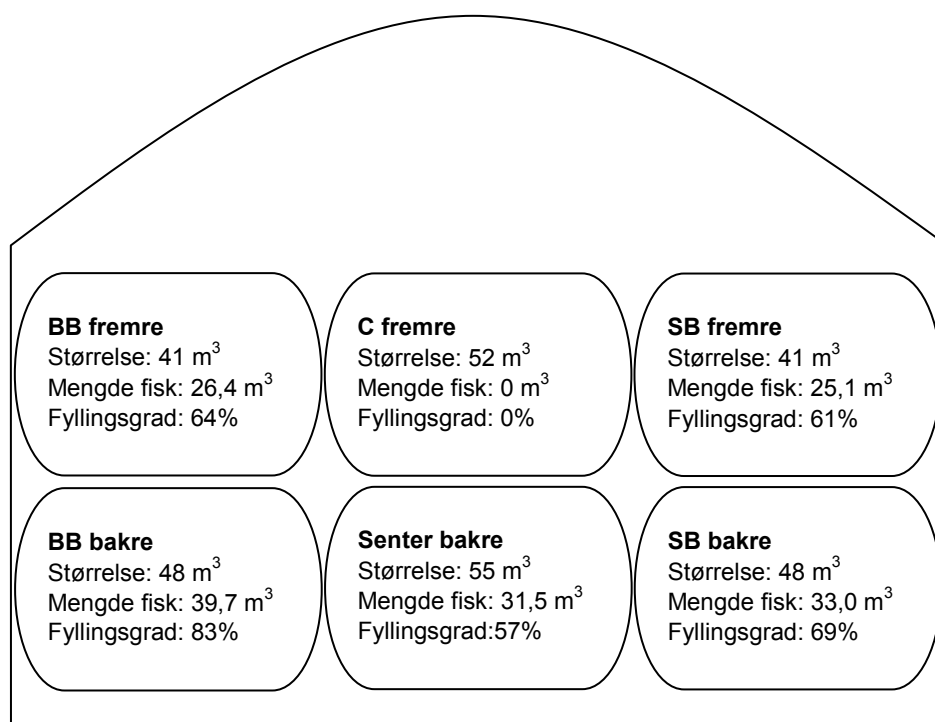 BB fremre
Størrelse: 41 m³
Mengde fisk: 26,4 m³
Fyllingsgrad: 64%
C fremre
Størrelse: 52 m³
Mengde fisk: 0 m³
Fyllingsgrad: 0%
SB fremre
Størrelse: 41 m³
Mengde fisk: 25,1 m³
Fyllingsgrad: 61%
BB bakre
Størrelse: 48 m³
Mengde fisk: 39,7 m³
Fyllingsgrad: 83%
Senter bakre
Størrelse: 55 m³
Mengde fisk: 31,5 m³
Fyllingsgrad:57%
SB bakre
Størrelse: 48 m³
Mengde fisk: 33,0 m³
Fyllingsgrad: 69%